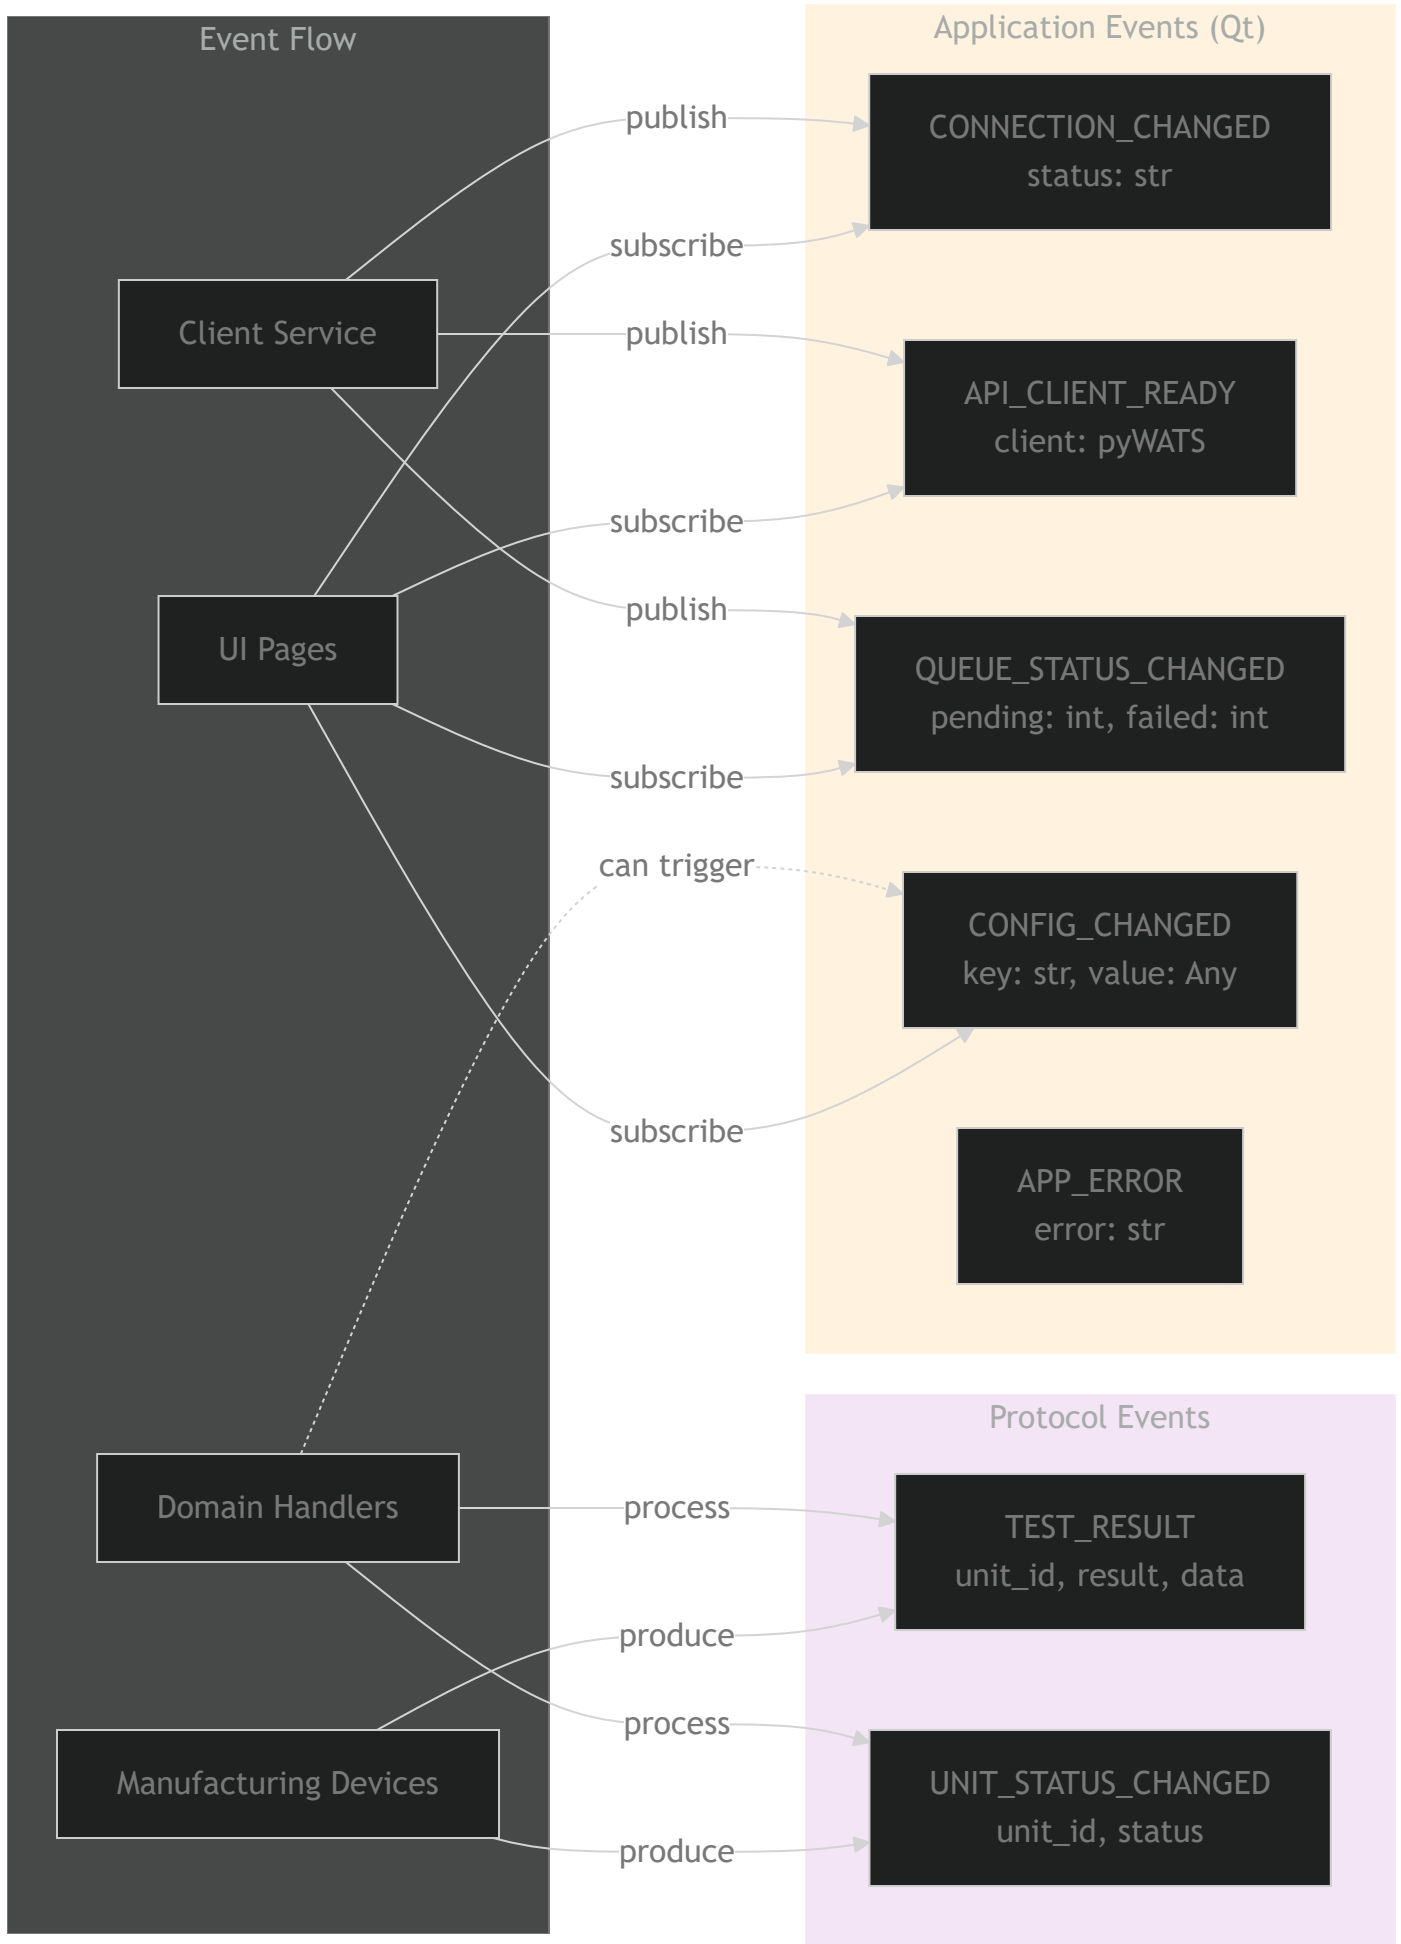 Event Flow
Client Service
UI Pages
Domain Handlers
Manufacturing Devices
publish
subscribe
publish
subscribe
publish
subscribe
can trigger
subscribe
process
produce
process
produce
Application Events (Qt)
CONNECTION_CHANGED
status: str
API_CLIENT_READY
client: pyWATS
QUEUE_STATUS_CHANGED
pending: int, failed: int
CONFIG_CHANGED
key: str, value: Any
APP_ERROR
error: str
Protocol Events
TEST_RESULT
unit_id, result, data
UNIT_STATUS_CHANGED
unit_id, status